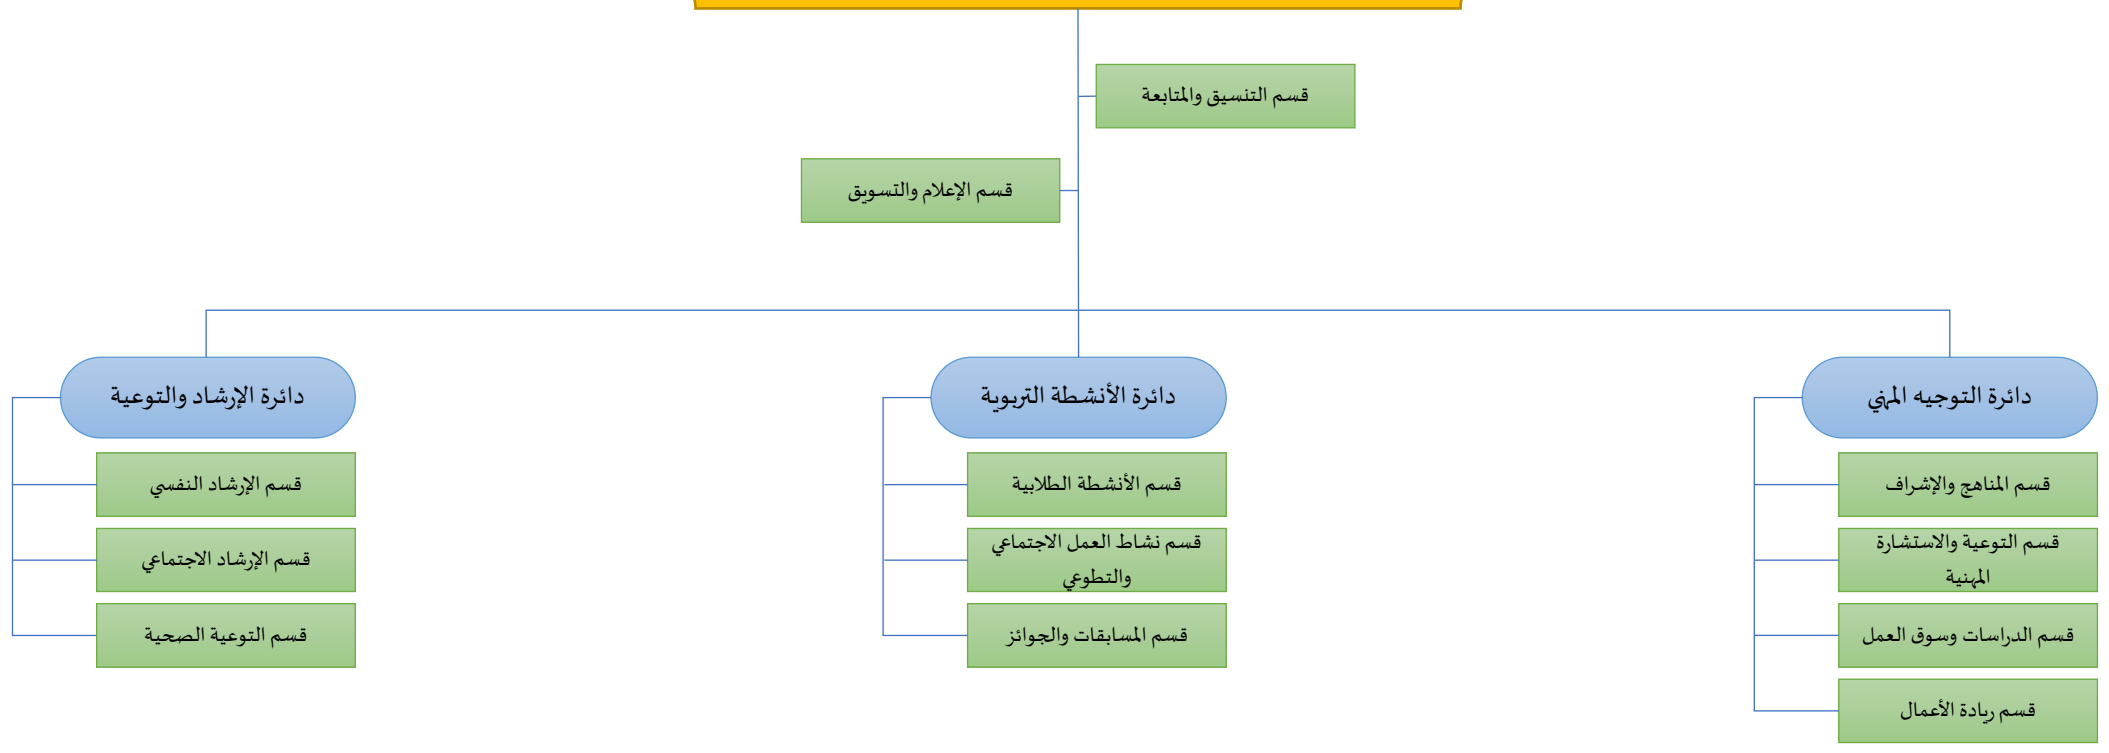 قسم التنسيق والمتابعة
قسم الإعلام والتسويق
دائرة التوجيه المهني
قسم المناهج والإشراف
قسم التوعية والاستشارة
المهنية
قسم الدراسات وسوق العمل
قسم ريادة الأعمال
دائرة الأنشطة التربوية
قسم الأنشطة الطلابية
قسم نشاط العمل الاجتماعي
والتطوعي
قسم المسابقات والجوائز
دائرة الإرشاد والتوعية
قسم الإرشاد النفسي
قسم الإرشاد الاجتماعي
قسم التوعية الصحية